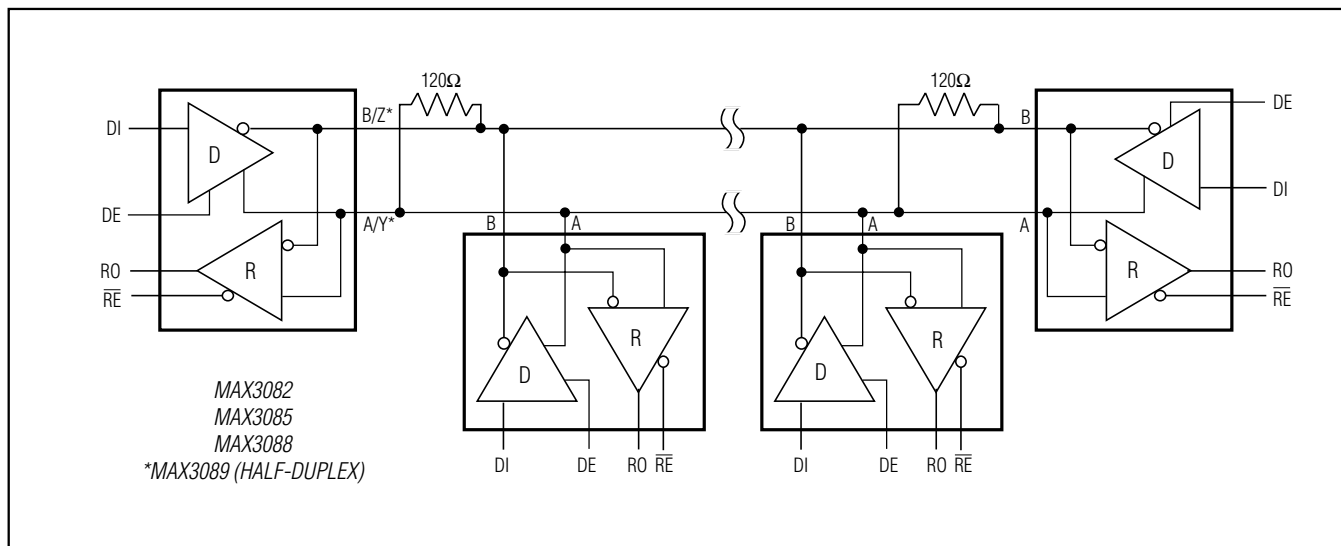 120Ω
120Ω
DI
B/Z*
B
DE
D
D
DI
DE
A/Y*
B
A
B
A
A
RO
R
R
RO
RE
RE
R
R
D
D
MAX3082
MAX3085
MAX3088
*MAX3089 (HALF-DUPLEX)
DI
DE
RO
RE
DI
DE
RO
RE